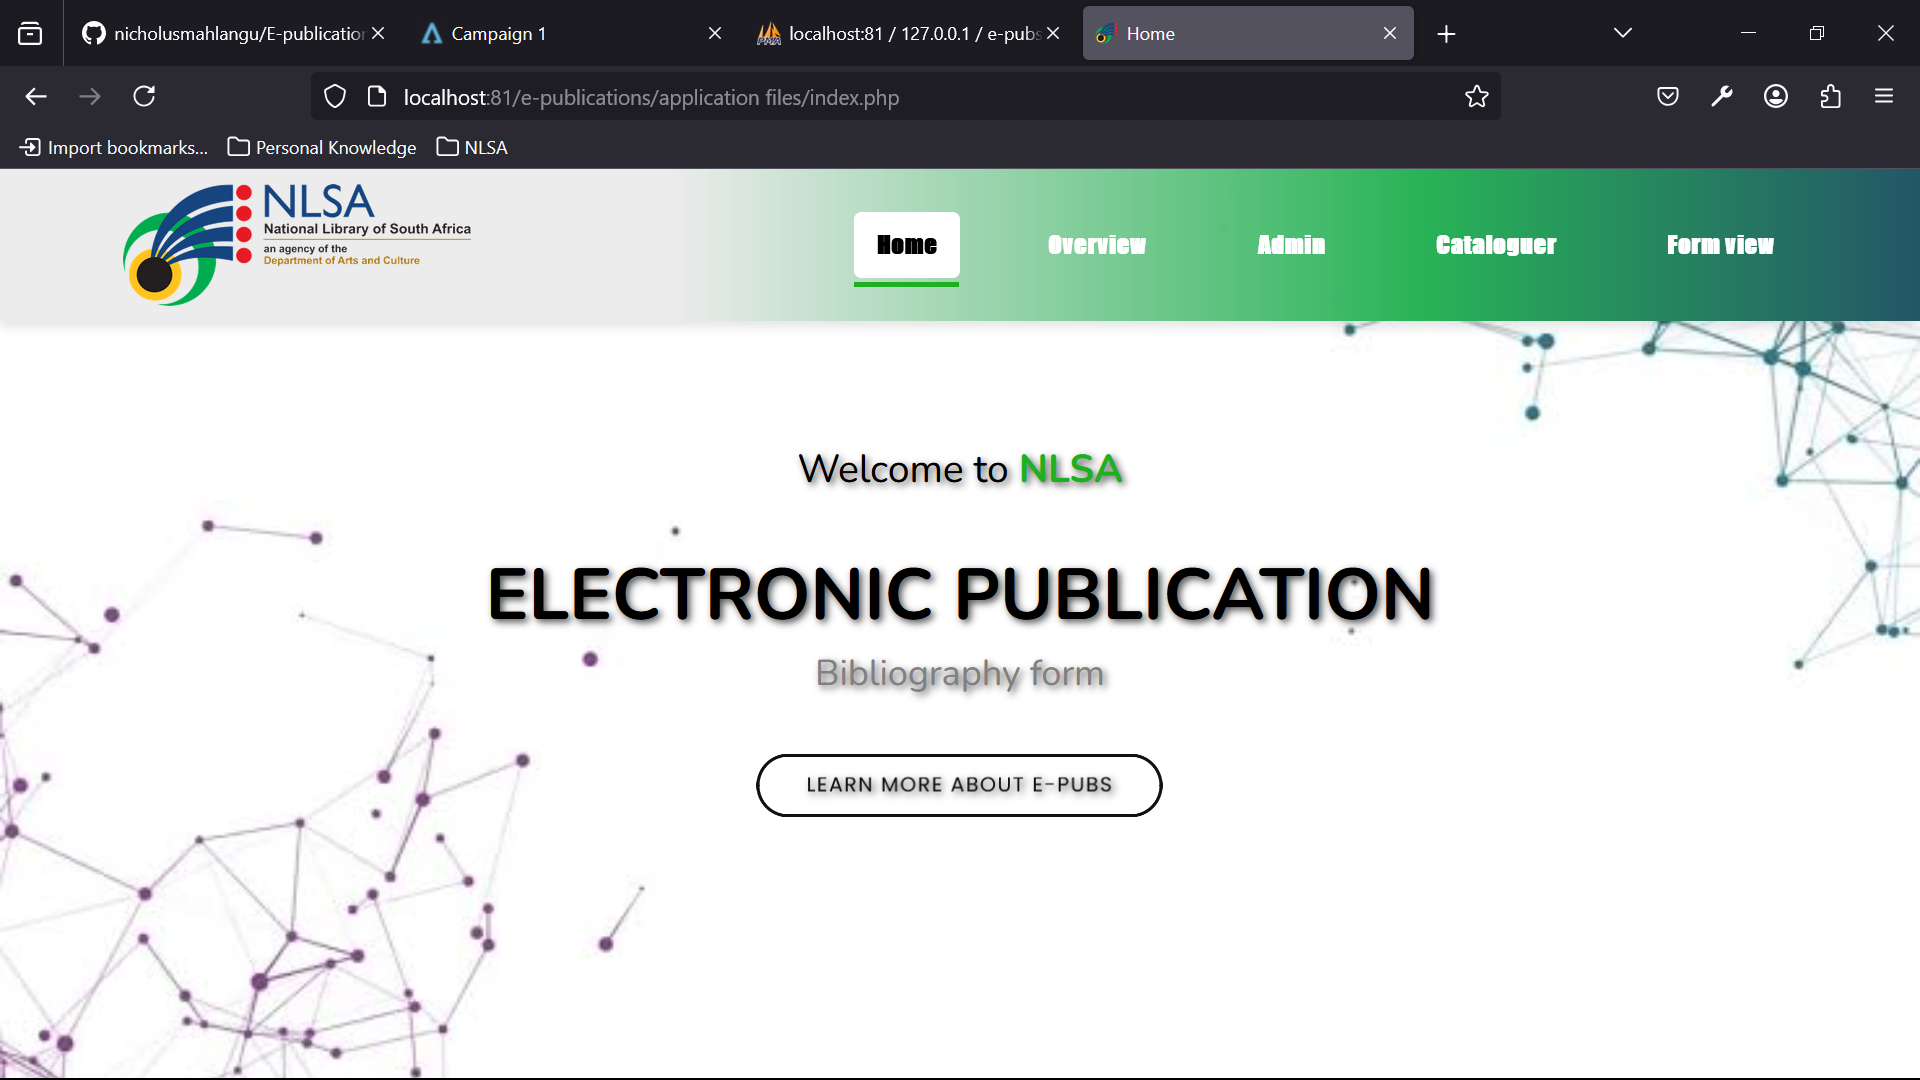 nicholusmahlangu/E-publication
Campaign 1
localhost:81 / 127.0.0.1 / e-pubs
Home
localhost:81/e-publications/application files/index.php
Import bookmarks...
Personal Knowledge
NLSA
NLSA
National Library of South Africa
an agency of the
Department of Arts and Culture
Home
Overview
Admin
Cataloguer
Form view
Welcome to NLSA
ELECTRONIC PUBLICATION
Bibliography form
LEARN MORE ABOUT E-PUBS